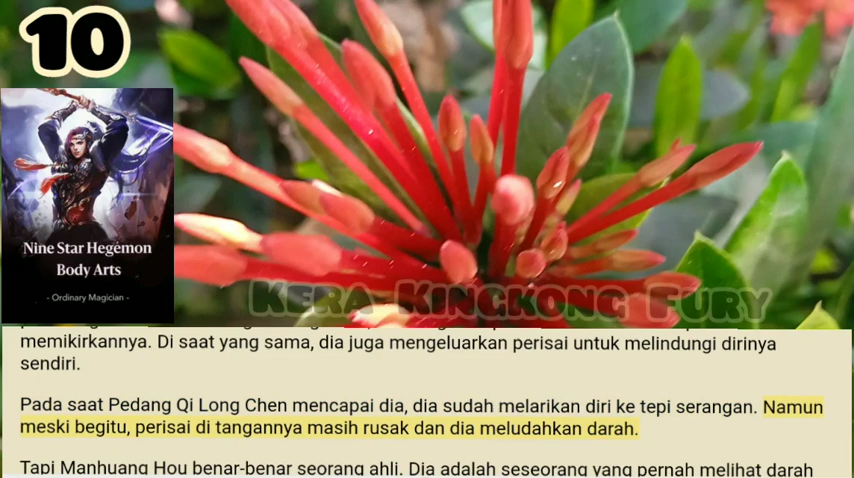 10
Nine Star Hegemon
Body Arts
- Ordinary Magician -
Kera Kingkong Fury
memikirkannya. Di saat yang sama, dia juga mengeluarkan perisai untuk melindungi dirinya
sendiri.
Pada saat Pedang Qi Long Chen mencapai dia, dia sudah melarikan diri ke tepi serangan. Namun
meski begitu, perisai di tangannya masih rusak dan dia meludahkan darah.
Tapi Manhuang Hou benar-benar seorang ahli. Dia adalah seseorang yang pernah melihat darah